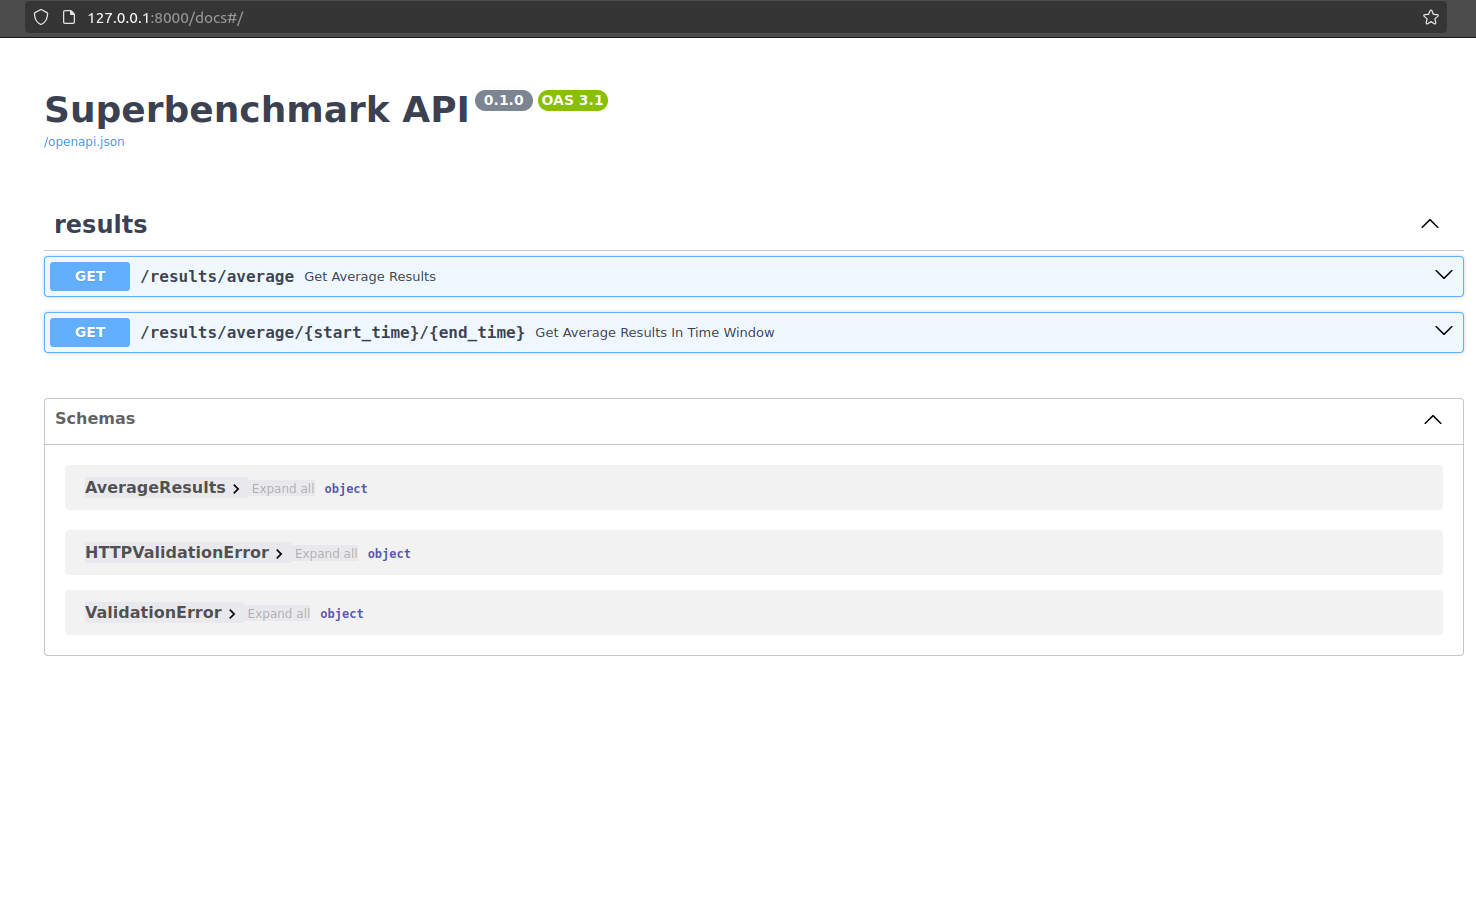 127.0.0.1:8000/docs#/
Superbenchmark API 0.1.0 OAS 3.1
/openapi.json
results
GET /results/average Get Average Results
GET /results/average/{start_time}/{end_time} Get Average Results In Time Window
Schemas
AverageResults Expand all object
HTTPValidationError Expand all object
ValidationError Expand all object